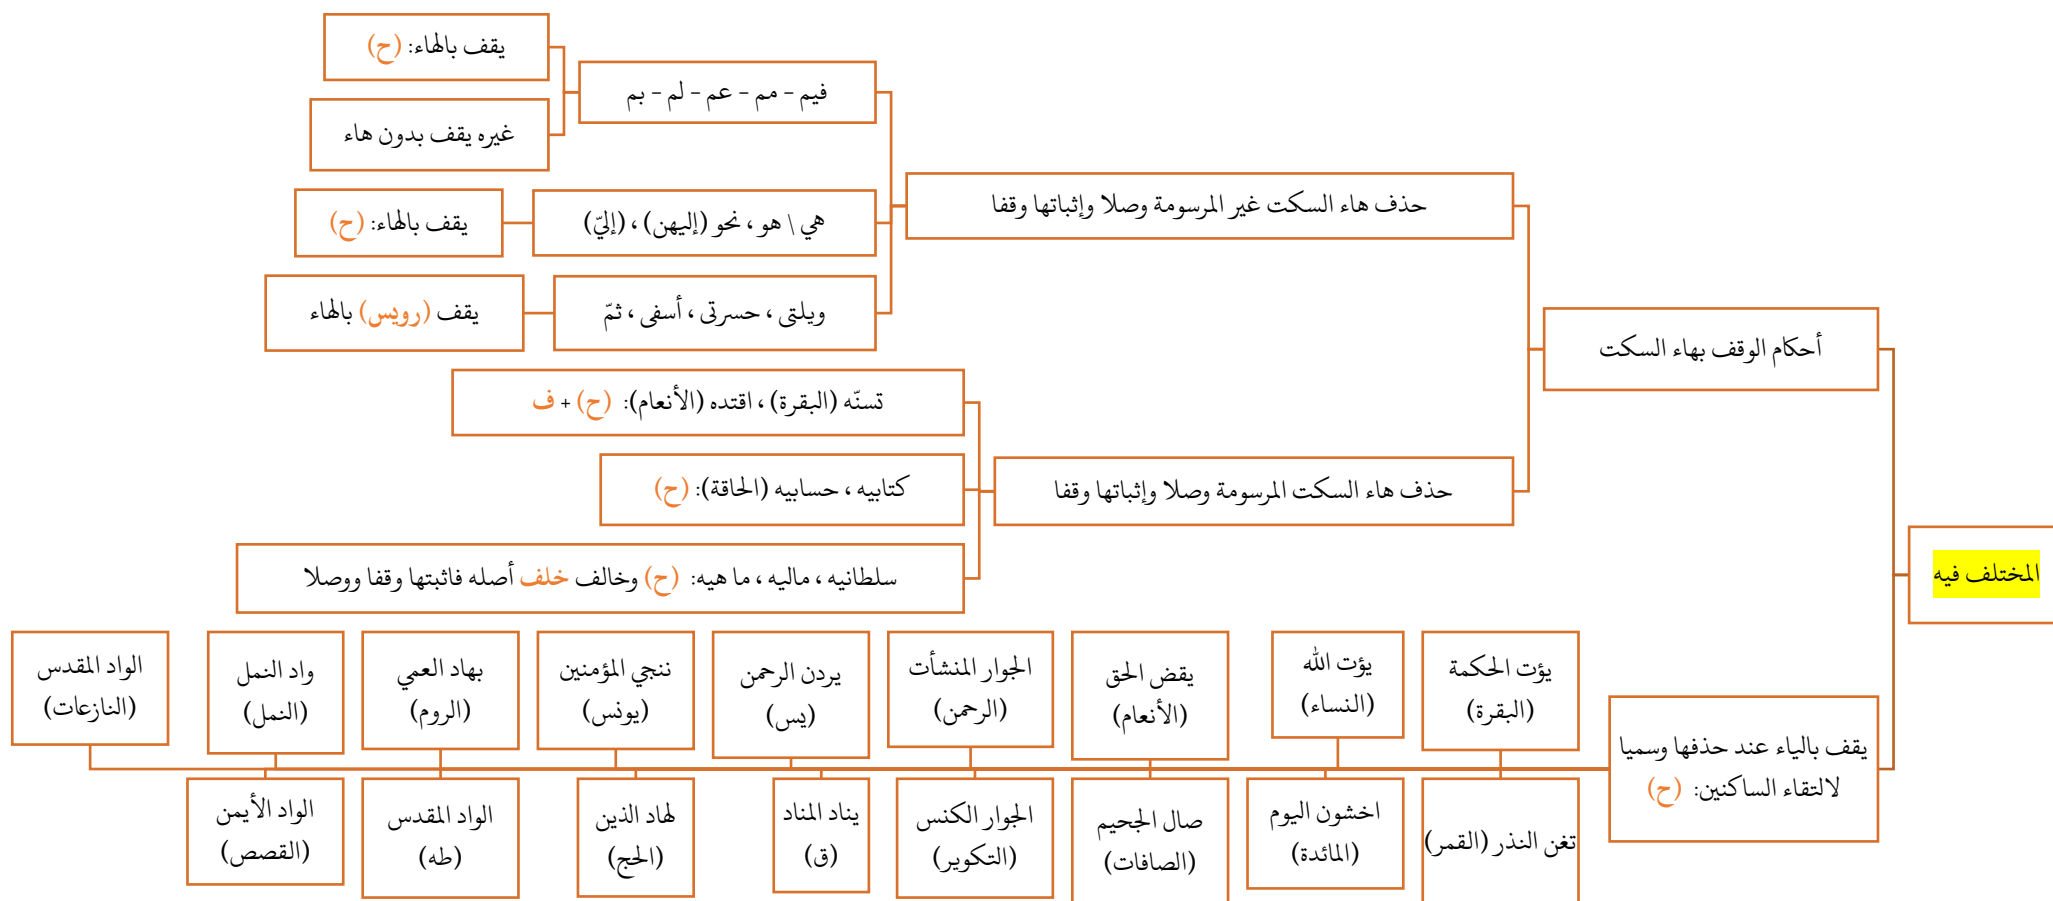 المختلف فيه
أحكام الوقف بهاء السكت
حذف هاء السكت غير المرسومة وصلا وإثباتها وقفا
فيم - مم - عم - لم - بم
يقف بالهاء: (ح)
غيره يقف بدون هاء
هي \ هو ، نحو (إليهن) ، (إليّ)
يقف بالهاء: (ح)
ويلتى ، حسرتى ، أسفى ، ثمّ
يقف (رويس) بالهاء
حذف هاء السكت المرسومة وصلا وإثباتها وقفا
تسنّه (البقرة) ، اقتده (الأنعام): (ح) + ف
كتابيه ، حسابيه (الحاقة): (ح)
سلطانيه ، ماليه ، ما هيه: (ح) وخالف خلف أصله فاثبتها وقفا ووصلا
يقف بالياء عند حذفها وسميا
لالتقاء الساكنين: (ح)
يؤت الحكمة
(البقرة)
يؤت الله
(النساء)
يقض الحق
(الأنعام)
الجوار المنشأت
(الرحمن)
يردن الرحمن
(يس)
ننجي المؤمنين
(يونس)
بهاد العمي
(الروم)
واد النمل
(النمل)
الواد المقدس
(النازعات)
تغن النذر (القمر)
اخشون اليوم
(المائدة)
صال الجحيم
(الصافات)
الجوار الكنس
(التكوير)
يناد المناد
(ق)
لهاد الذين
(الحج)
الواد المقدس
(طه)
الواد الأيمن
(القصص)